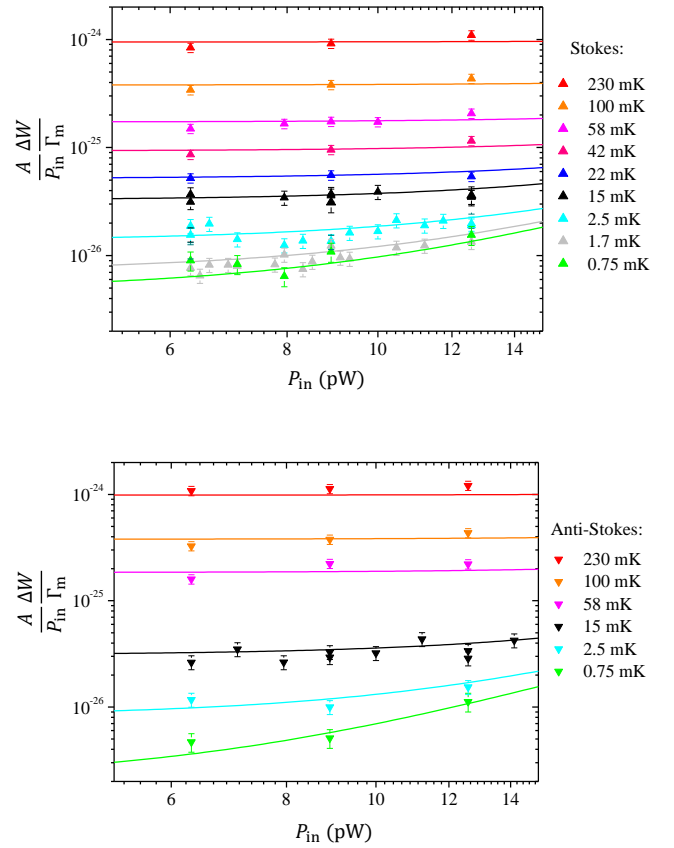 10⁻²⁴
10⁻²⁵
10⁻²⁶
A ΔW
P_in Γ_m
6 8 10 12 14
P_in (pW)
Stokes:
230 mK
100 mK
58 mK
42 mK
22 mK
15 mK
2.5 mK
1.7 mK
0.75 mK
10⁻²⁴
10⁻²⁵
10⁻²⁶
A ΔW
P_in Γ_m
6 8 10 12 14
P_in (pW)
Anti-Stokes:
230 mK
100 mK
58 mK
15 mK
2.5 mK
0.75 mK